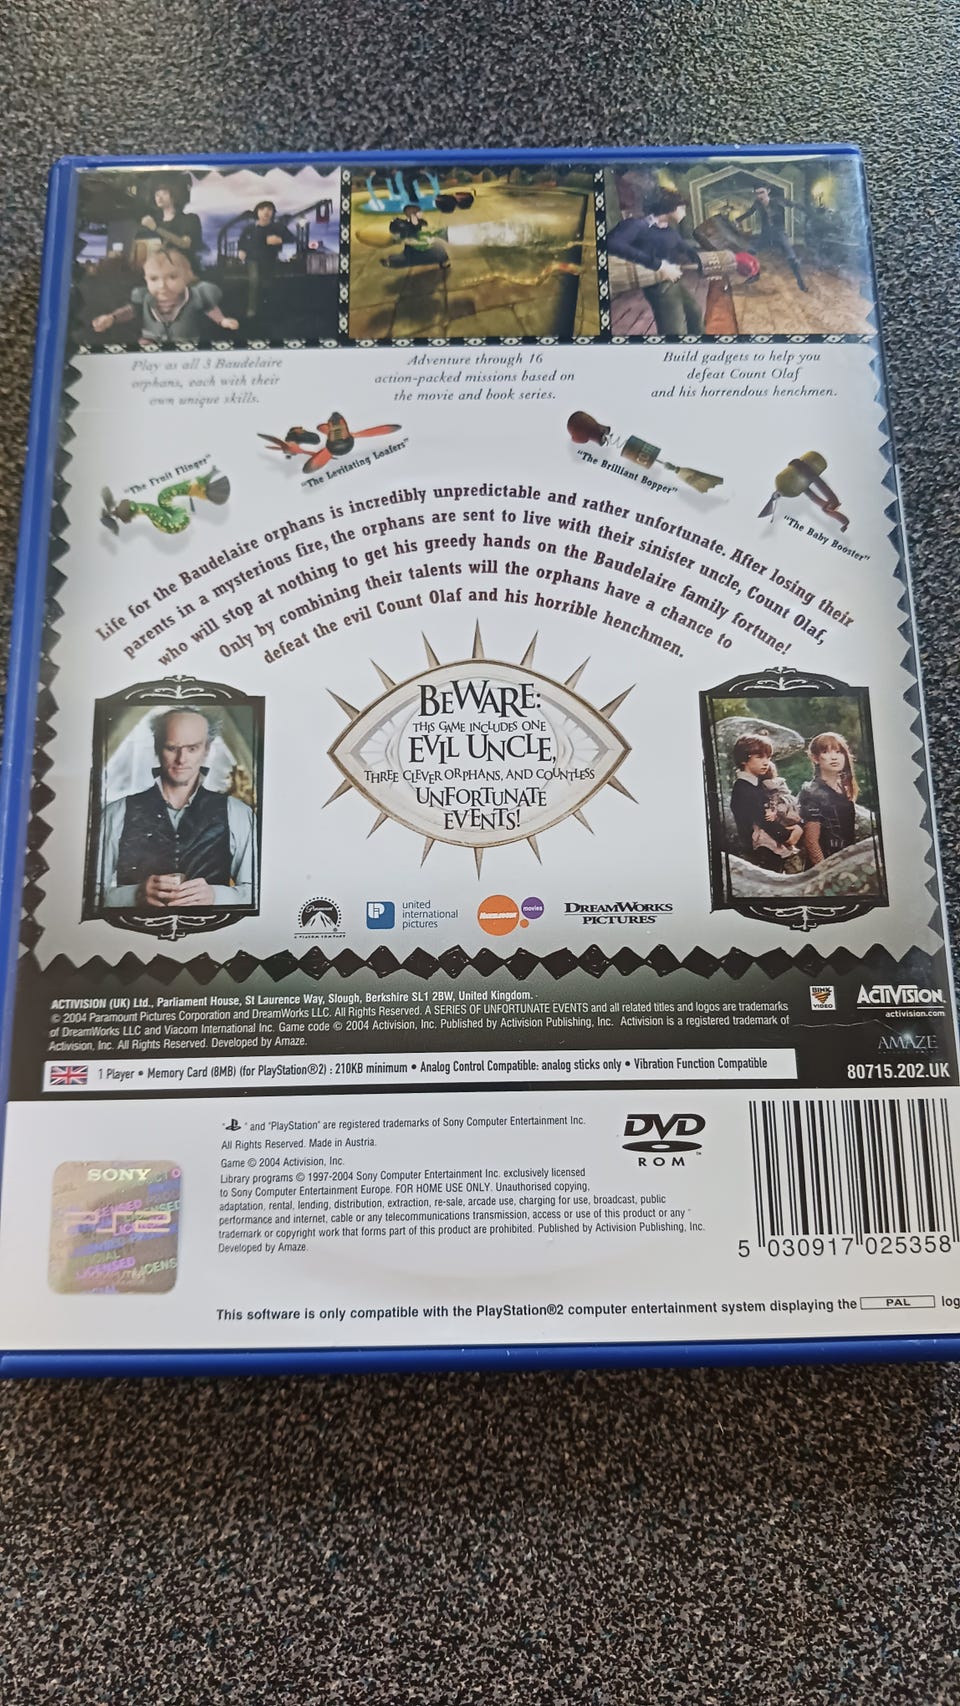 Play as all 3 Baudelaire
orphans, each with their
own unique skills.
Adventure through 16
action-packed missions based on
the movie and book series.
Build gadgets to help you
defeat Count Olaf
and his horrendous henchmen.
"The Fruit Flinger"
"The Levitating Loafers"
"The Brilliant Bopper"
"The Baby Booster"
Life for the Baudelaire orphans is incredibly unpredictable and rather unfortunate. After losing their
parents in a mysterious fire, the orphans are sent to live with their sinister uncle, Count Olaf,
who will stop at nothing to get his greedy hands on the Baudelaire family fortune!
Only by combining their talents will the orphans have a chance to
defeat the evil Count Olaf and his horrible henchmen.
BEWARE:
THIS GAME INCLUDES ONE
EVIL UNCLE,
THREE CLEVER ORPHANS, AND COUNTLESS
UNFORTUNATE
EVENTS!
Paramount
A VIACOM COMPANY
united
international
pictures
NICKELODEON
movies
DREAMWORKS
PICTURES
ACTIVISION (UK) Ltd., Parliament House, St Laurence Way, Slough, Berkshire SL1 2BW, United Kingdom.
© 2004 Paramount Pictures Corporation and DreamWorks LLC. All Rights Reserved. A SERIES OF UNFORTUNATE EVENTS and all related titles and logos are trademarks
of DreamWorks LLC and Viacom International Inc. Game code © 2004 Activision, Inc. Published by Activision Publishing, Inc. Activision is a registered trademark of
Activision, Inc. All Rights Reserved. Developed by Amaze.
BINK
VIDEO
ACTIVISION.
activision.com
AMAZE
ENTERTAINMENT
80715.202.UK
1 Player • Memory Card (8MB) (for PlayStation®2) : 210KB minimum • Analog Control Compatible: analog sticks only • Vibration Function Compatible
" " and "PlayStation" are registered trademarks of Sony Computer Entertainment Inc.
All Rights Reserved. Made in Austria.
Game © 2004 Activision, Inc.
Library programs © 1997-2004 Sony Computer Entertainment Inc. exclusively licensed
to Sony Computer Entertainment Europe. FOR HOME USE ONLY. Unauthorised copying,
adaptation, rental, lending, distribution, extraction, re-sale, arcade use, charging for use, broadcast, public
performance and internet, cable or any telecommunications transmission, access or use of this product or any
trademark or copyright work that forms part of this product are prohibited. Published by Activision Publishing, Inc.
Developed by Amaze.
DVD
ROM
SONY
PS2
LICENSED
5 030917 025358
This software is only compatible with the PlayStation®2 computer entertainment system displaying the PAL log